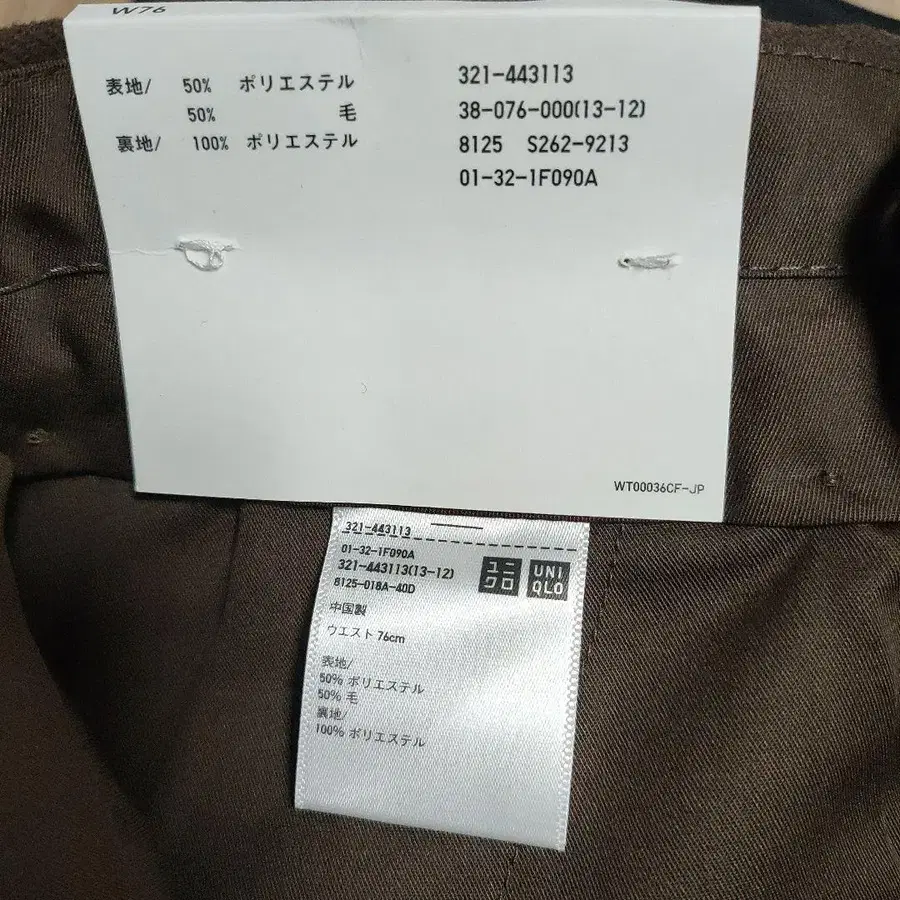 W76
表地/ 50% ポリエステル
50% 毛
裏地/ 100% ポリエステル
321-443113
38-076-000(13-12)
8125 S262-9213
01-32-1F090A
WT00036CF-JP
321-443113
01-32-1F090A
321-443113(13-12)
8125-018A-40D
ユニ
クロ
UNI
QLO
中国製
ウエスト 76cm
表地/
50% ポリエステル
50% 毛
裏地/
100% ポリエステル